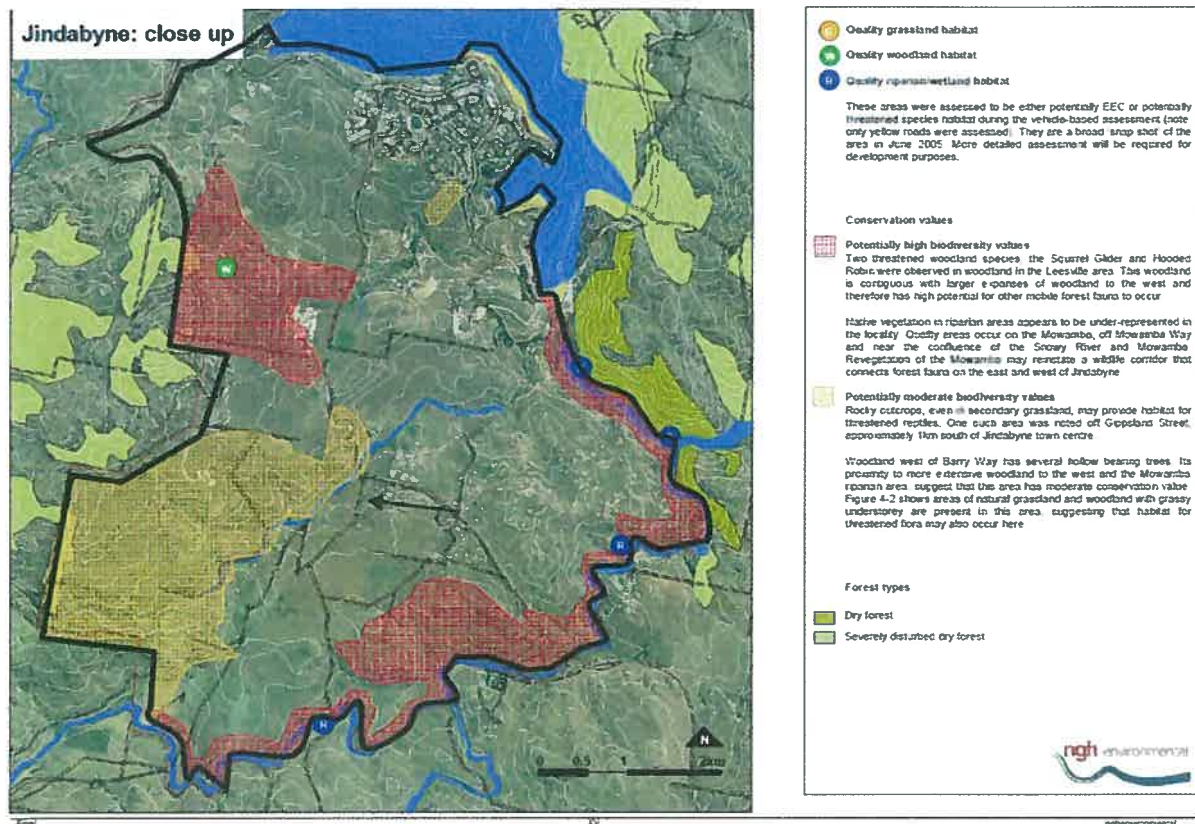 Jindabyne: close up
W
R
N
0 0.5 1 2km
Quality grassland habitat
W Quality woodland habitat
R Quality riparian/wetland habitat
These areas were assessed to be either potentially EEC or potentially
threatened species habitat during the vehicle-based assessment (note
only yellow roads were assessed). They are a broad 'snap shot' of the
area in June 2005. More detailed assessment will be required for
development purposes.
Conservation values
Potentially high biodiversity values
Two threatened woodland species, the Squirrel Glider and Hooded
Robin were observed in woodland in the Leesville area. This woodland
is contiguous with larger expanses of woodland to the west and
therefore has high potential for other mobile forest fauna to occur
Native vegetation in riparian areas appears to be under-represented in
the locality. Quality areas occur on the Mowamba, off Mowamba Way
and near the confluence of the Snowy River and Mowamba.
Revegetation of the Mowamba may reinstate a wildlife corridor that
connects forest fauna on the east and west of Jindabyne
Potentially moderate biodiversity values
Rocky outcrops, even in secondary grassland, may provide habitat for
threatened reptiles. One such area was noted off Gippsland Street,
approximately 1km south of Jindabyne town centre.
Woodland west of Barry Way has several hollow bearing trees. Its
proximity to more extensive woodland to the west and the Mowamba
riparian area, suggest that this area has moderate conservation value.
Figure 4-2 shows areas of natural grassland and woodland with grassy
understorey are present in this area, suggesting that habitat for
threatened flora may also occur here
Forest types
Dry forest
Severely disturbed dry forest
ngh environmental